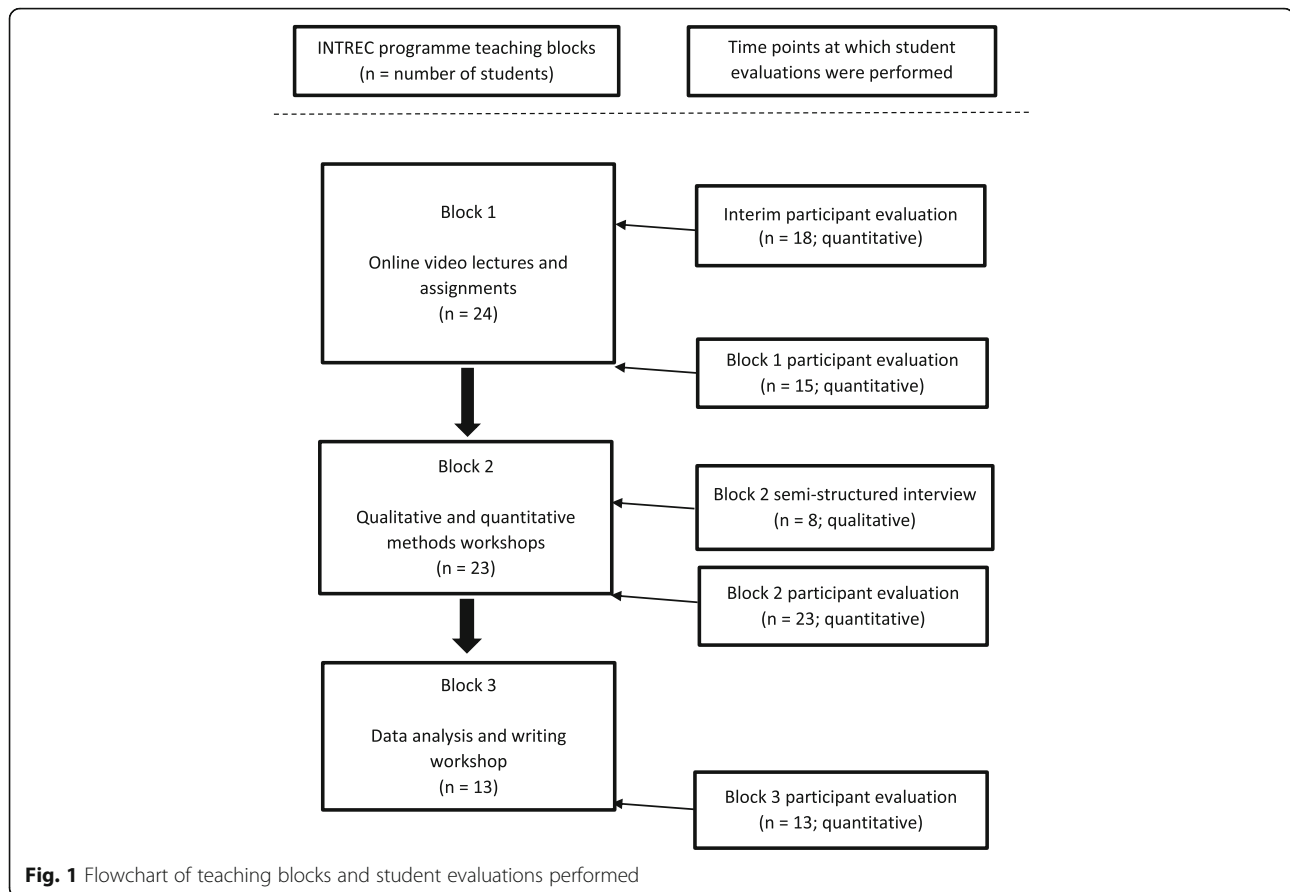 INTREC programme teaching blocks
(n = number of students)
Time points at which student
evaluations were performed
Block 1
Online video lectures and
assignments
(n = 24)
Interim participant evaluation
(n = 18; quantitative)
Block 1 participant evaluation
(n = 15; quantitative)
Block 2
Qualitative and quantitative
methods workshops
(n = 23)
Block 2 semi-structured interview
(n = 8; qualitative)
Block 2 participant evaluation
(n = 23; quantitative)
Block 3
Data analysis and writing
workshop
(n = 13)
Block 3 participant evaluation
(n = 13; quantitative)
Fig. 1 Flowchart of teaching blocks and student evaluations performed